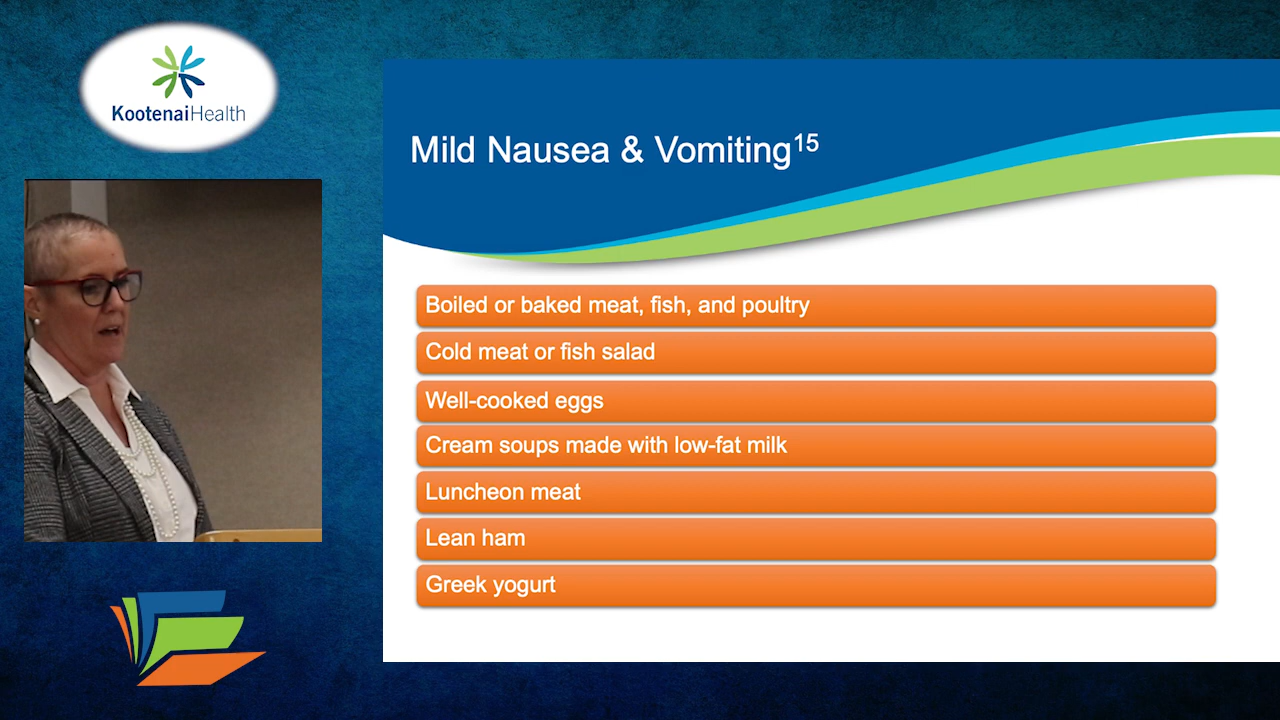 KootenaiHealth
Mild Nausea & Vomiting15
Boiled or baked meat, fish, and poultry
Cold meat or fish salad
Well-cooked eggs
Cream soups made with low-fat milk
Luncheon meat
Lean ham
Greek yogurt